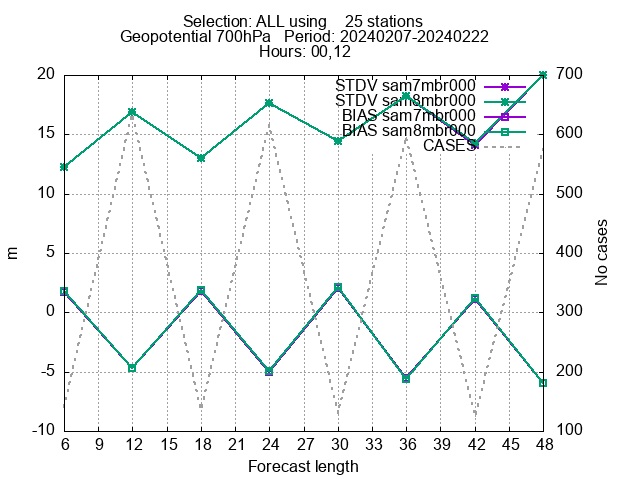 Selection: ALL using 25 stations
Geopotential 700hPa Period: 20240207-20240222
Hours: 00,12
STDV sam7mbr000
STDV sam8mbr000
BIAS sam7mbr000
BIAS sam8mbr000
CASES
20
15
10
5
0
-5
-10
m
700
600
500
400
300
200
100
No cases
6 9 12 15 18 21 24 27 30 33 36 39 42 45 48
Forecast length